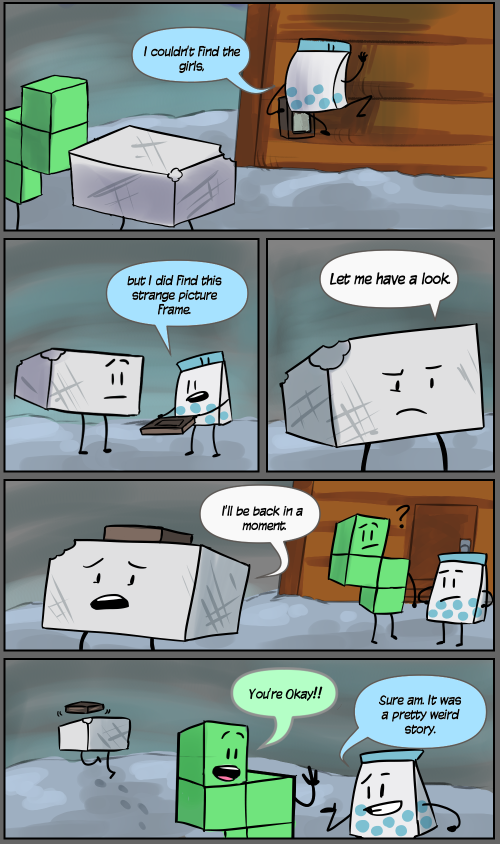 I couldn't find the
girls,
but I did find this
strange picture
frame.
Let me have a look.
I'll be back in a
moment.
?
You're Okay!!
Sure am. It was
a pretty weird
story.